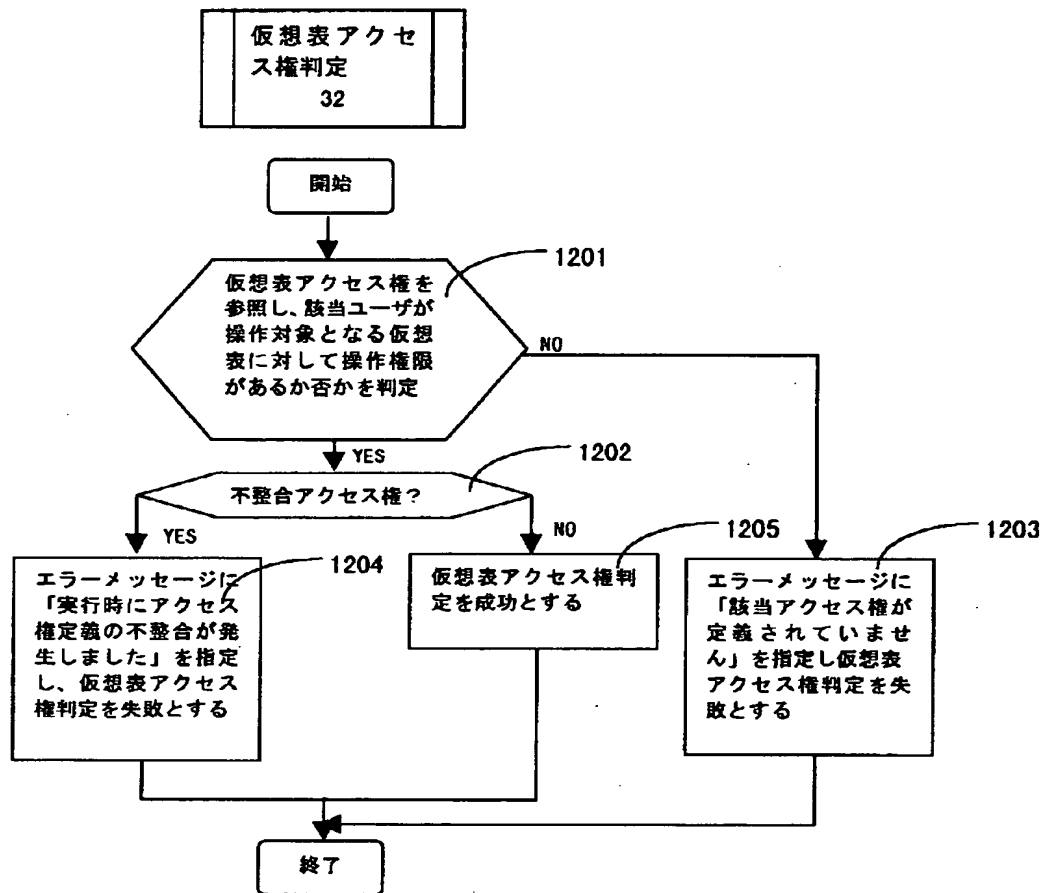 仮想表アクセ
ス権判定
32
開始
1201
仮想表アクセス権を
参照し、該当ユーザが
操作対象となる仮想
表に対して操作権限
があるか否かを判定
NO
YES
1202
不整合アクセス権？
YES
NO
1204
エラーメッセージに
「実行時にアクセス
権定義の不整合が発
生しました」を指定
し、仮想表アクセス
権判定を失敗とする
1205
仮想表アクセス権判
定を成功とする
1203
エラーメッセージに
「該当アクセス権が
定義されていませ
ん」を指定し仮想表
アクセス権判定を失
敗とする
終了